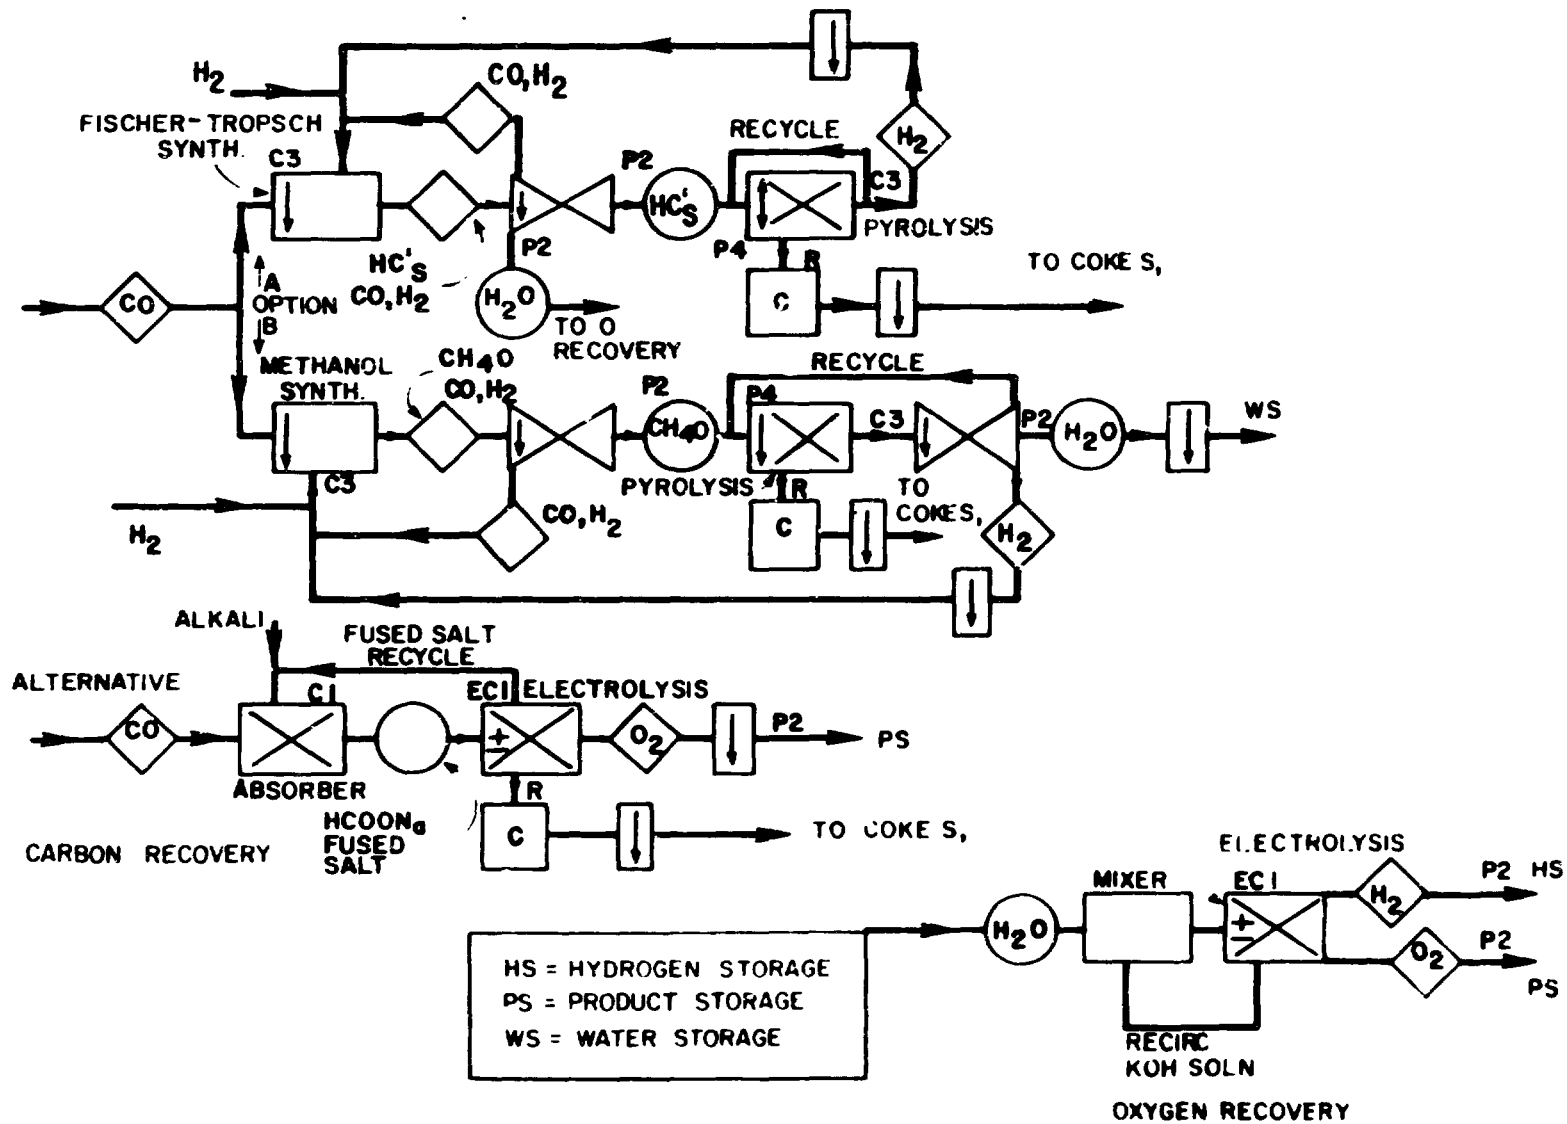 CO, H2
H2
FISCHER-TROPSCH
SYNTH.
C3
RECYCLE
H2
P2
HC'S
C3
PYROLYSIS
P4
P2
R
HC'S
CO, H2
H2O
TO O
RECOVERY
C
TO COKE S,
CO
A
OPTION
B
METHANOL
SYNTH.
CH4O
CO, H2
RECYCLE
P2
P4
CH4O
C3
P2
H2O
WS
C3
PYROLYSIS
R
TO
COKE S,
H2
CO, H2
C
H2
ALKALI
FUSED SALT
RECYCLE
ALTERNATIVE
C1
EC1 ELECTROLYSIS
CO
+
−
O2
P2
PS
ABSORBER
R
HCOONa
FUSED
SALT
C
TO COKE S,
CARBON RECOVERY
ELECTROLYSIS
MIXER
EC1
H2
P2 HS
H2O
+
−
O2
P2
PS
HS = HYDROGEN STORAGE
PS = PRODUCT STORAGE
WS = WATER STORAGE
RECIRC
KOH SOLN
OXYGEN RECOVERY